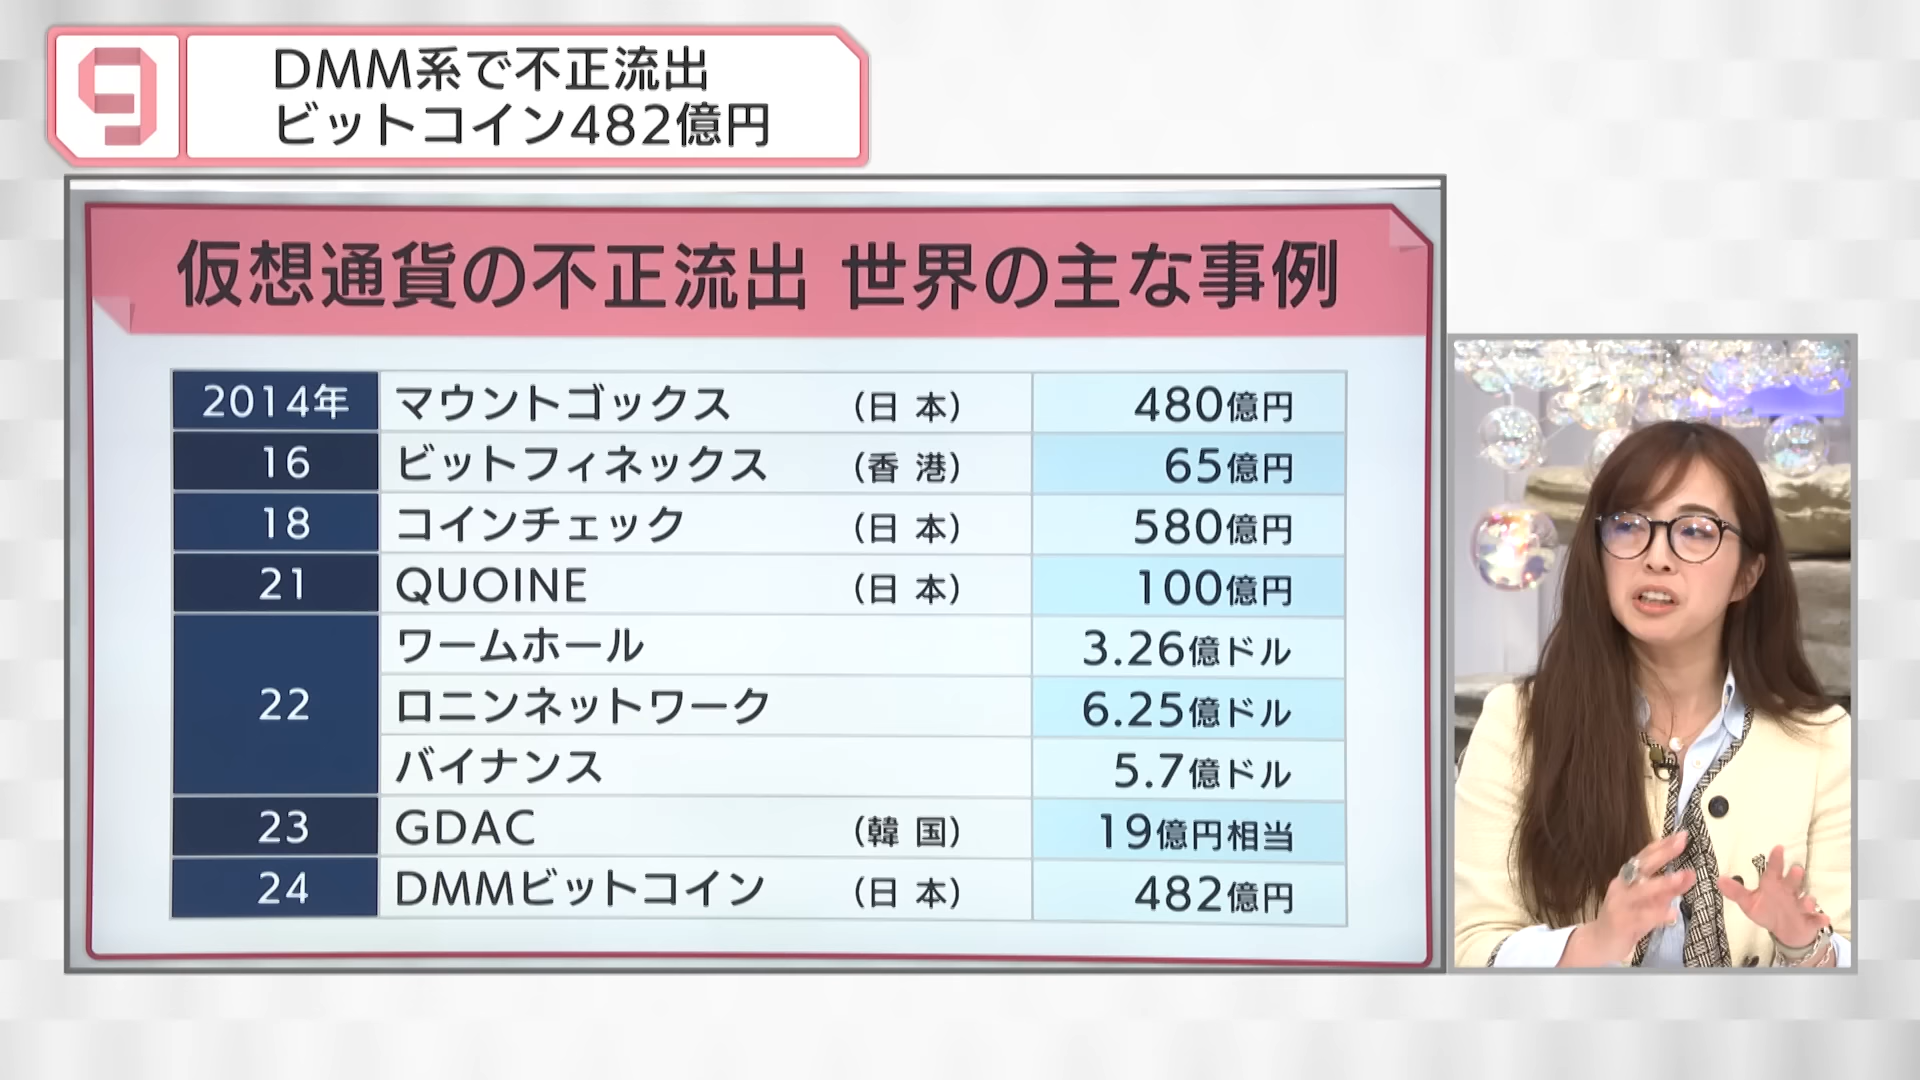 9
DMM系で不正流出
ビットコイン482億円
仮想通貨の不正流出 世界の主な事例
2014年 マウントゴックス (日 本) 480億円
16 ビットフィネックス (香 港) 65億円
18 コインチェック (日 本) 580億円
21 QUOINE (日 本) 100億円
22 ワームホール 3.26億ドル
ロニンネットワーク 6.25億ドル
バイナンス 5.7億ドル
23 GDAC (韓 国) 19億円相当
24 DMMビットコイン (日 本) 482億円